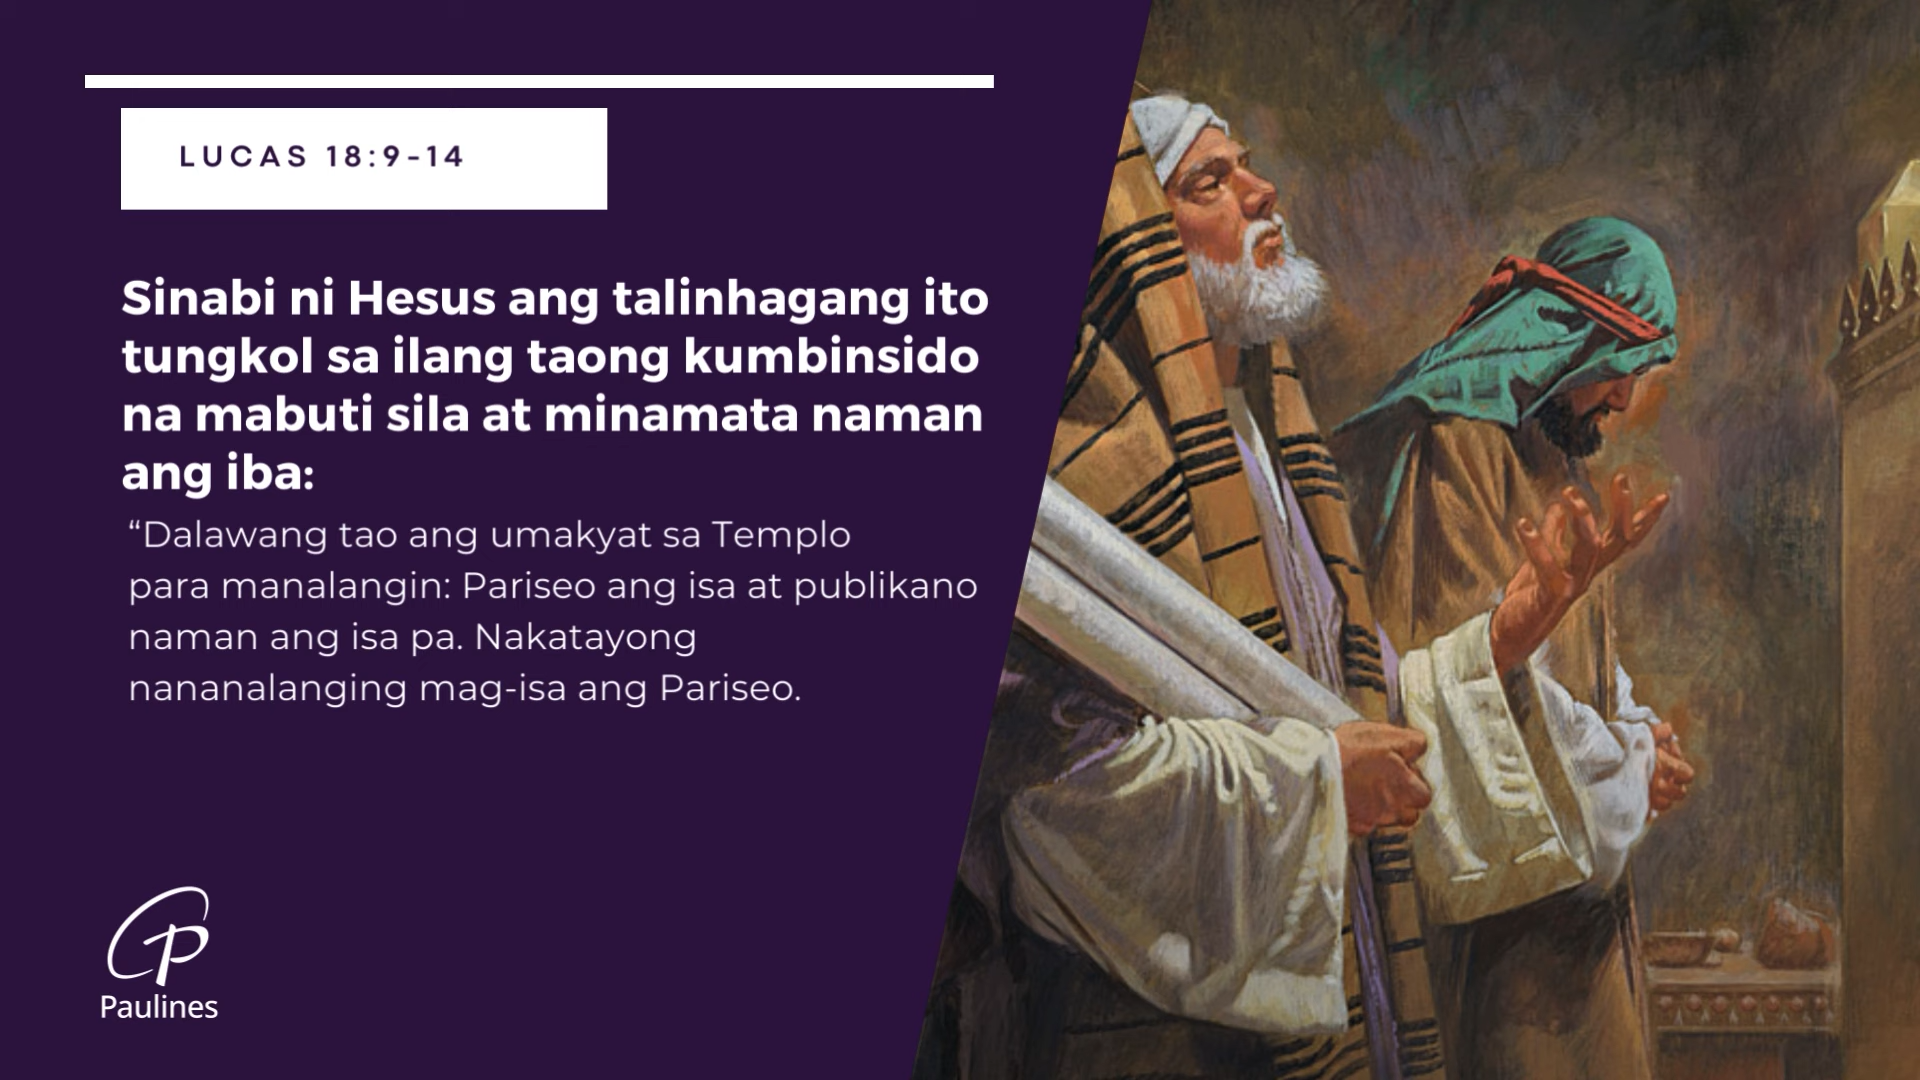 LUCAS 18:9-14
Sinabi ni Hesus ang talinhagang ito
tungkol sa ilang taong kumbinsido
na mabuti sila at minamata naman
ang iba:
“Dalawang tao ang umakyat sa Templo
para manalangin: Pariseo ang isa at publikano
naman ang isa pa. Nakatayong
nananalanging mag-isa ang Pariseo.
Paulines